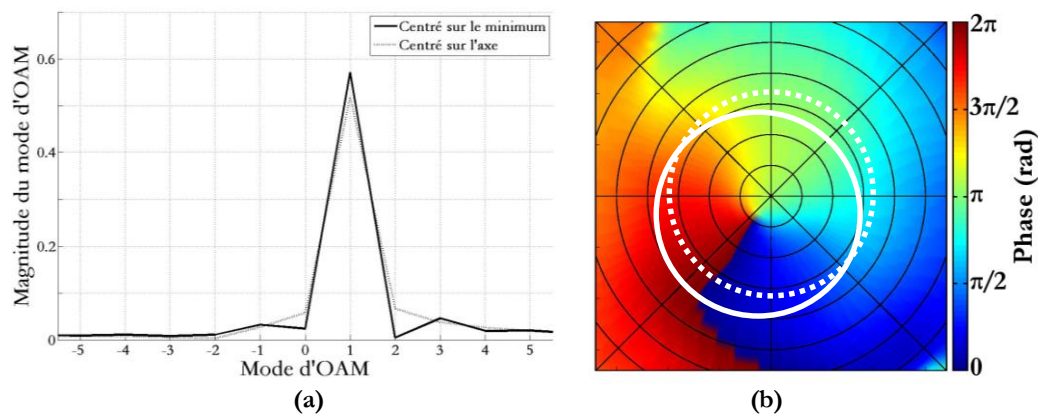 Centré sur le minimum
Centré sur l'axe
Magnitude du mode d'OAM
0.6
0.4
0.2
0
-5 -4 -3 -2 -1 0 1 2 3 4 5
Mode d'OAM
(a)
2π
3π/2
π
π/2
0
Phase (rad)
(b)